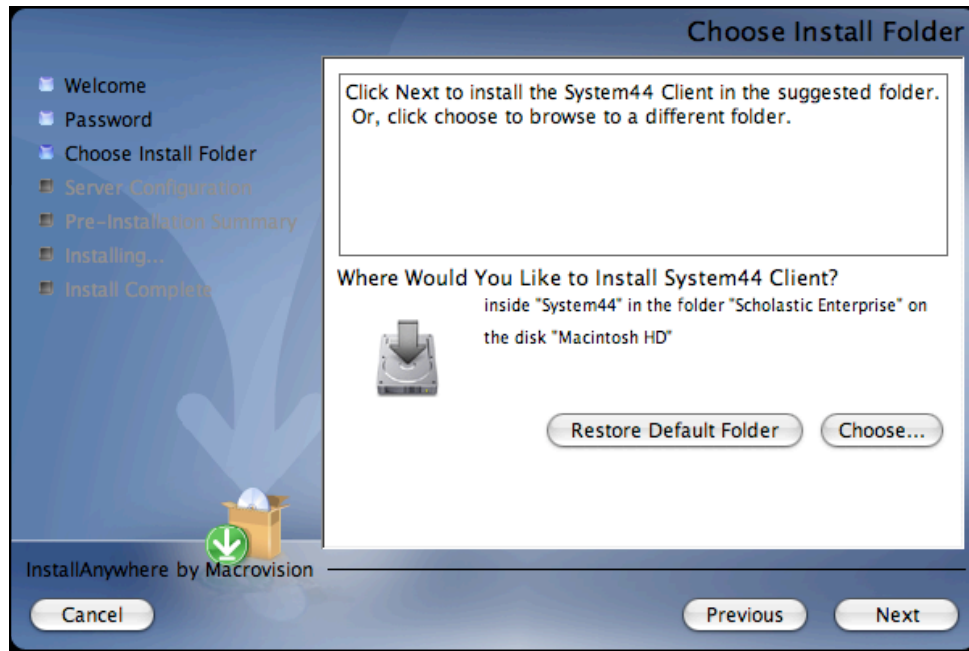 Choose Install Folder
Welcome
Password
Choose Install Folder
Server Configuration
Pre-Installation Summary
Installing...
Install Complete
Click Next to install the System44 Client in the suggested folder.
Or, click choose to browse to a different folder.
Where Would You Like to Install System44 Client?
inside "System44" in the folder "Scholastic Enterprise" on
the disk "Macintosh HD"
Restore Default Folder
Choose...
InstallAnywhere by Macrovision
Cancel
Previous
Next